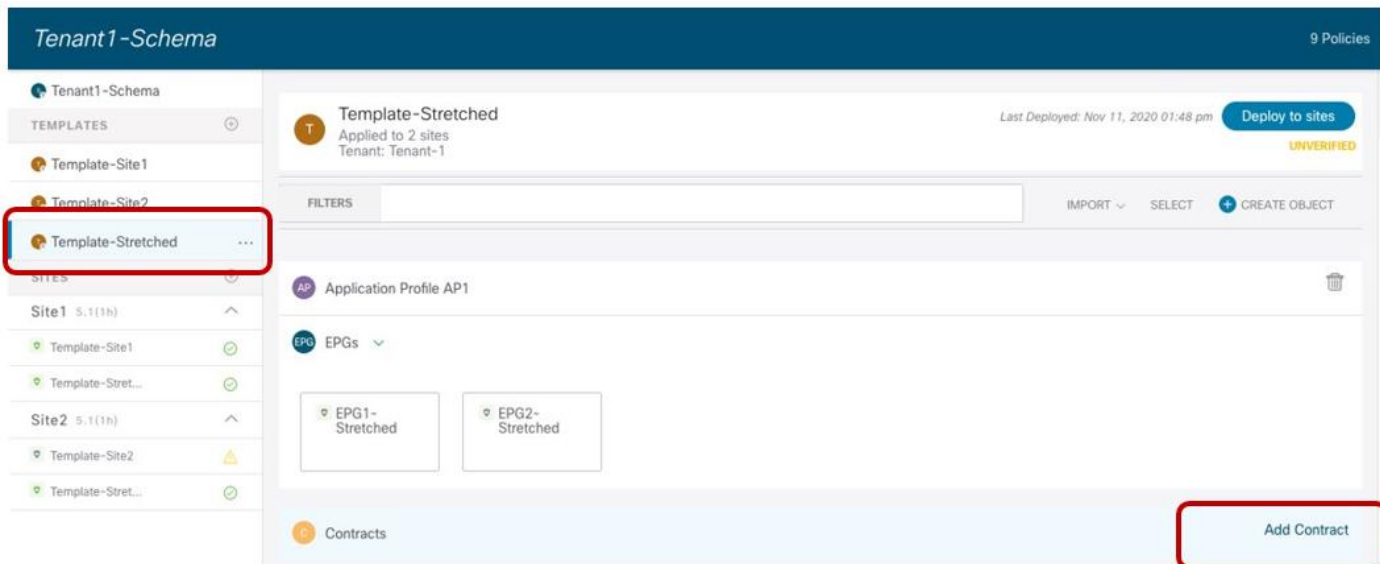 Tenant1-Schema
9 Policies
Tenant1-Schema
TEMPLATES
Template-Site1
Template-Site2
Template-Stretched
SITES
Site1 5.1(1h)
Template-Site1
Template-Stret...
Site2 5.1(1h)
Template-Site2
Template-Stret...
T
Template-Stretched
Applied to 2 sites
Tenant: Tenant-1
Last Deployed: Nov 11, 2020 01:48 pm
Deploy to sites
UNVERIFIED
FILTERS
IMPORT
SELECT
CREATE OBJECT
AP Application Profile AP1
EPG EPGs
EPG1-
Stretched
EPG2-
Stretched
C Contracts
Add Contract